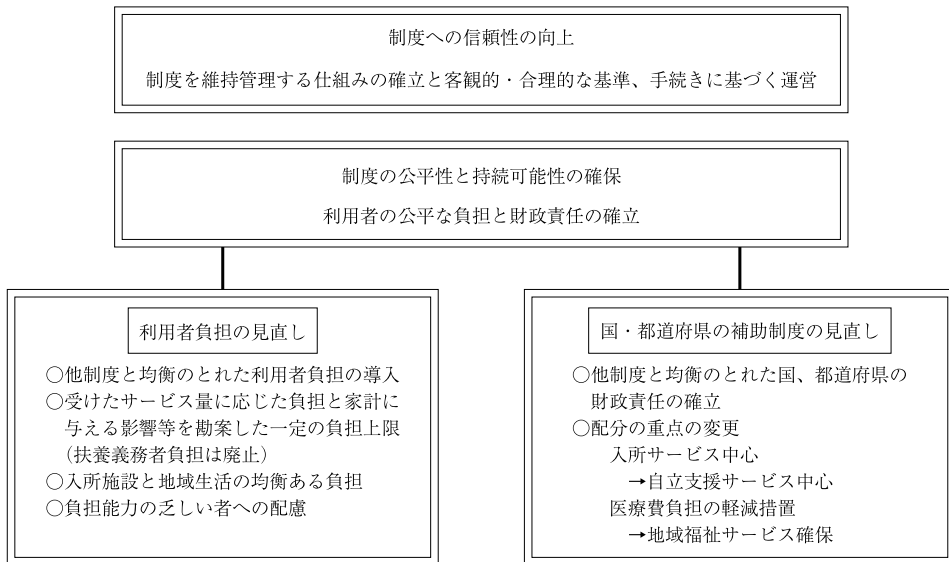 制度への信頼性の向上
制度を維持管理する仕組みの確立と客観的・合理的な基準、手続きに基づく運営
制度の公平性と持続可能性の確保
利用者の公平な負担と財政責任の確立
利用者負担の見直し
○他制度と均衡のとれた利用者負担の導入
○受けたサービス量に応じた負担と家計に
与える影響等を勘案した一定の負担上限
（扶養義務者負担は廃止）
○入所施設と地域生活の均衡ある負担
○負担能力の乏しい者への配慮
国・都道府県の補助制度の見直し
○他制度と均衡のとれた国、都道府県の
財政責任の確立
○配分の重点の変更
入所サービス中心
→自立支援サービス中心
医療費負担の軽減措置
→地域福祉サービス確保